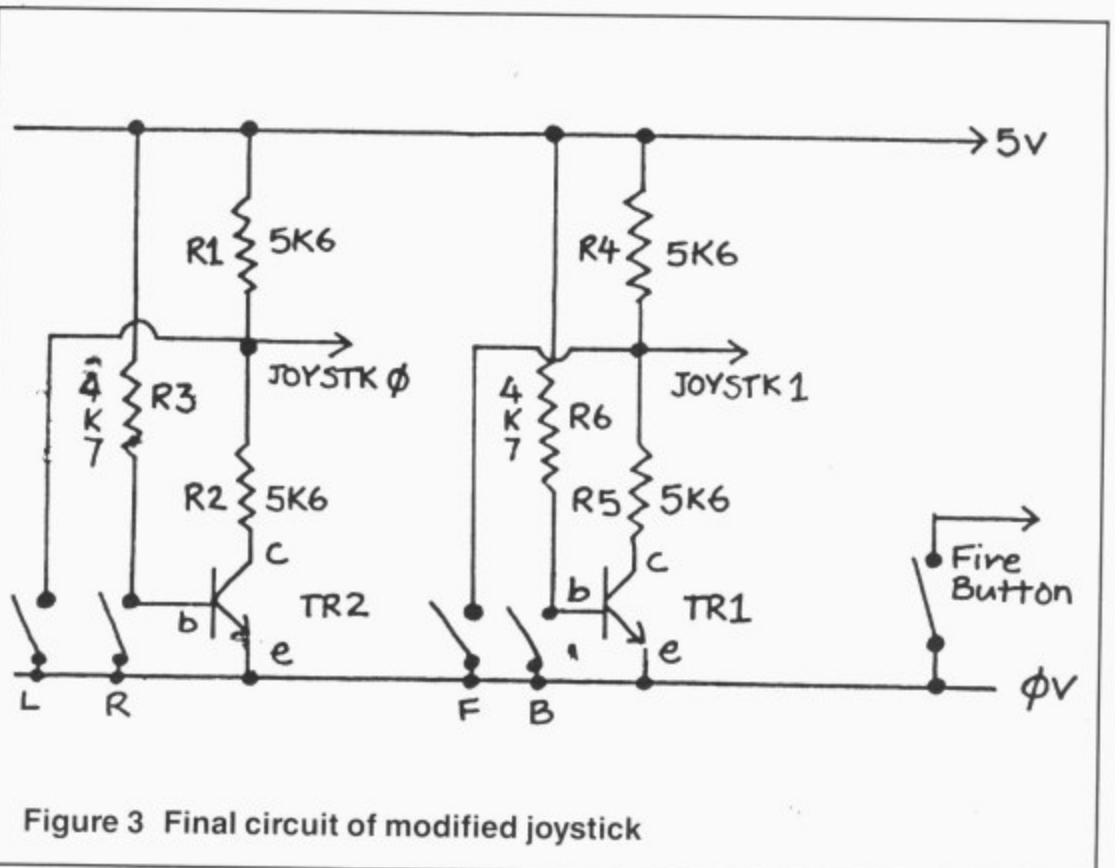 5V
R1 5K6
R4 5K6
JOYSTK Ø
JOYSTK 1
4K7 R3
4K7 R6
R2 5K6
R5 5K6
c
c
Fire
Button
b
TR2
b
TR1
e
e
ØV
L
R
F
B
Figure 3 Final circuit of modified joystick